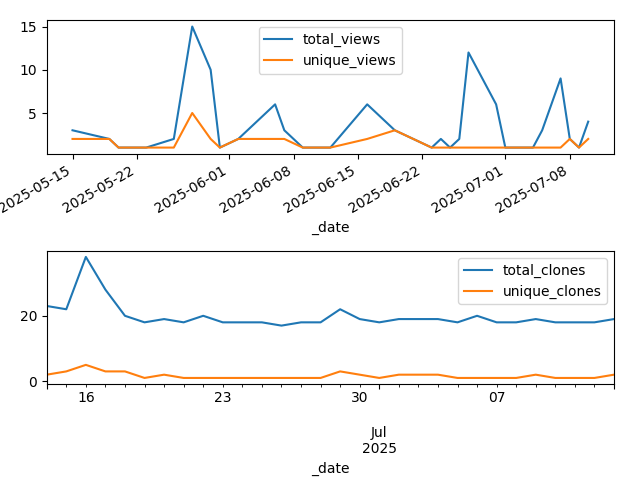 15
10
5
total_views
unique_views
2025-05-15
2025-05-22
2025-06-01
2025-06-08
2025-06-15
2025-06-22
2025-07-01
2025-07-08
_date
20
0
total_clones
unique_clones
16
23
30
07
Jul
2025
_date